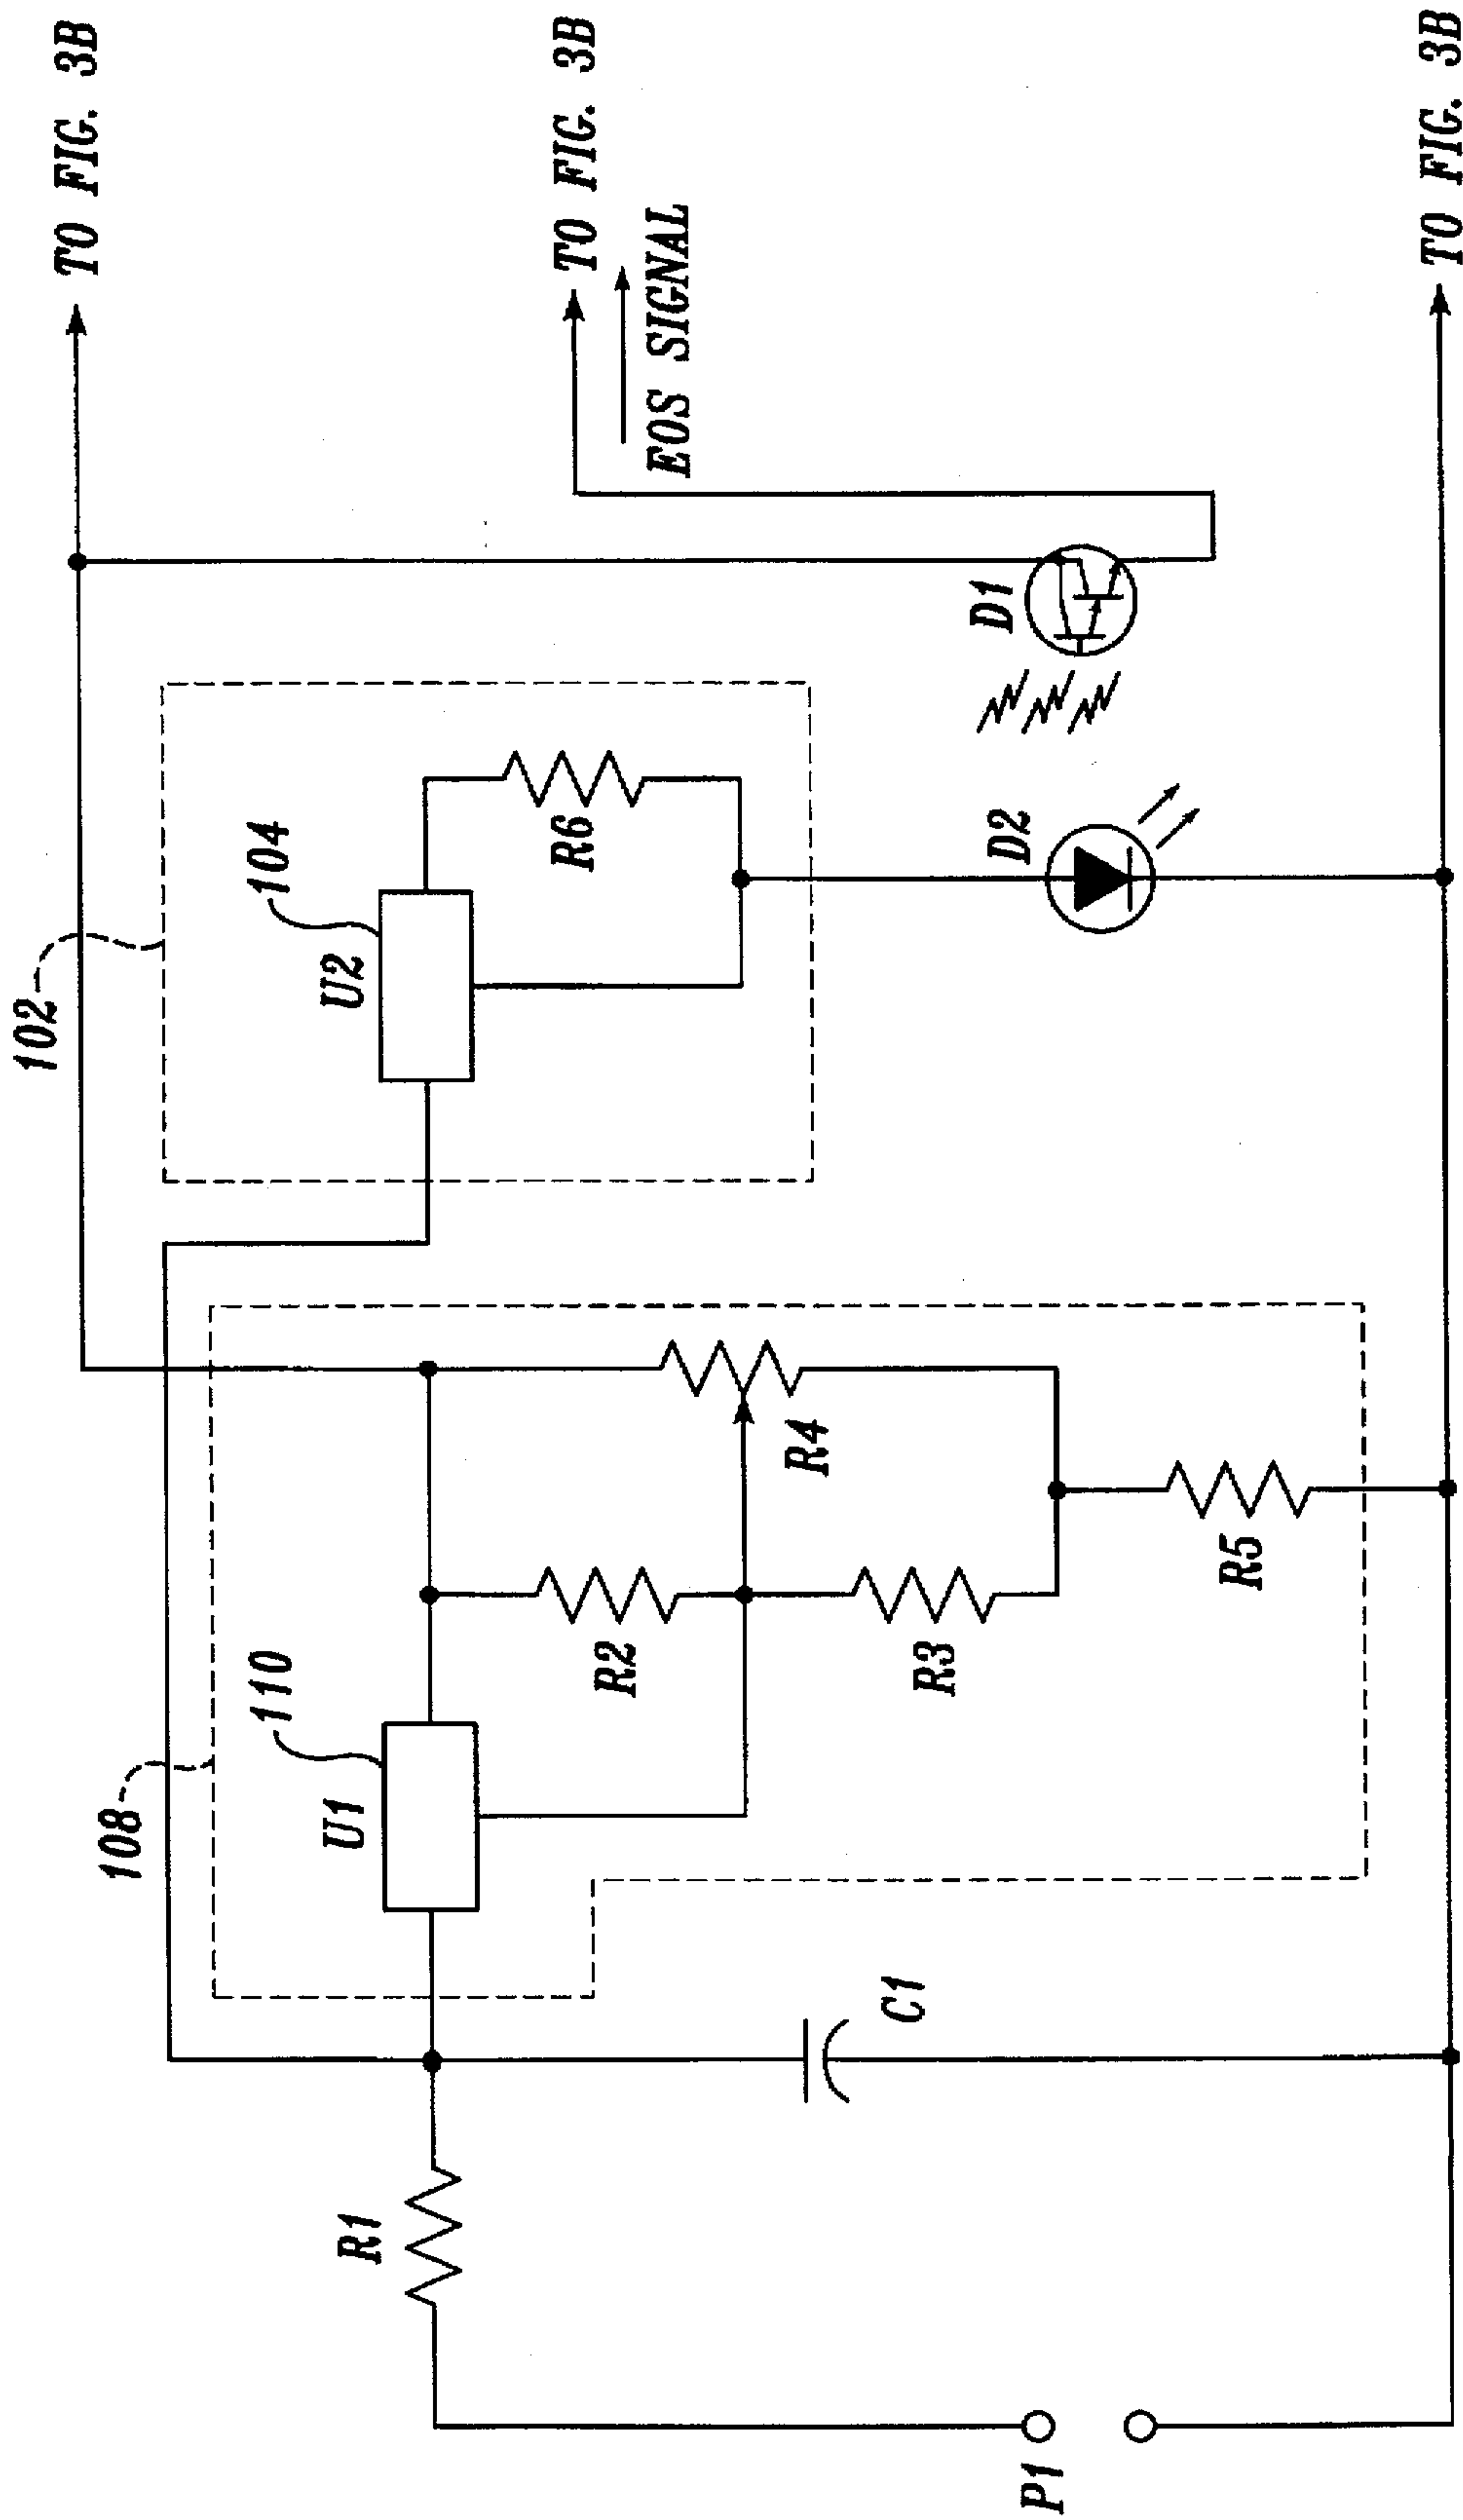 TO FIG. 3B
TO FIG. 3B
EOS SIGNAL
TO FIG. 3B
102
104
U2
R6
D2
D1
108
110
U1
R2
R4
R3
R5
C1
R1
P1